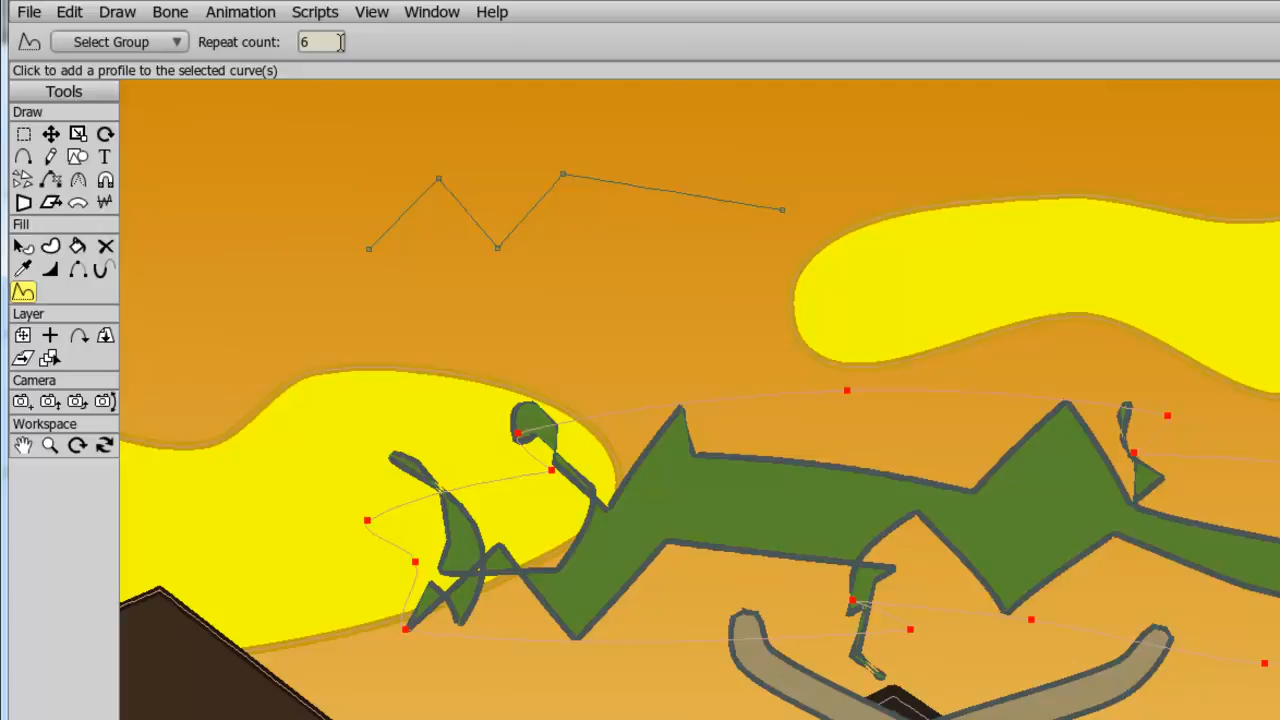 File Edit Draw Bone Animation Scripts View Window Help
Select Group Repeat count: 6
Click to add a profile to the selected curve(s)
Tools
Draw
Fill
Layer
Camera
Workspace